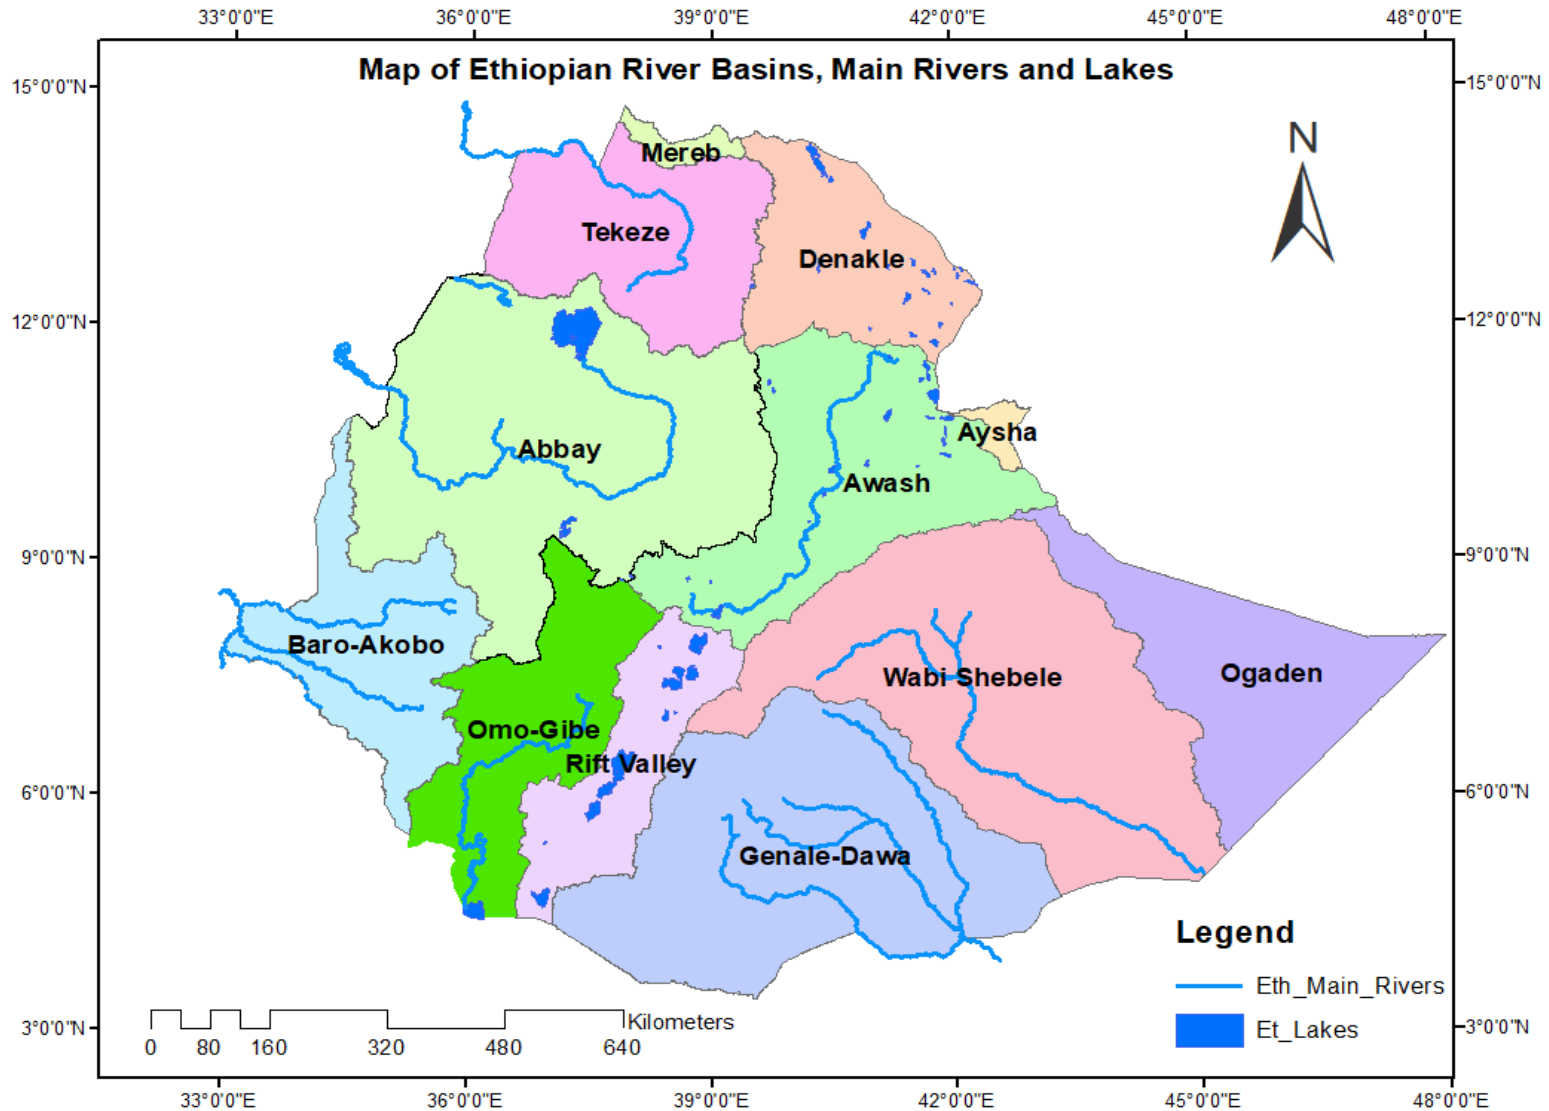 33°0'0"E 36°0'0"E 39°0'0"E 42°0'0"E 45°0'0"E 48°0'0"E
Map of Ethiopian River Basins, Main Rivers and Lakes
15°0'0"N 15°0'0"N
N
Mereb
Tekeze
Denakle
12°0'0"N 12°0'0"N
Aysha
Abbay
Awash
9°0'0"N 9°0'0"N
Baro-Akobo
Wabi Shebele
Ogaden
Omo-Gibe
Rift Valley
6°0'0"N 6°0'0"N
Genale-Dawa
Legend
Eth_Main_Rivers
Et_Lakes
Kilometers
0 80 160 320 480 640
3°0'0"N 3°0'0"N
33°0'0"E 36°0'0"E 39°0'0"E 42°0'0"E 45°0'0"E 48°0'0"E